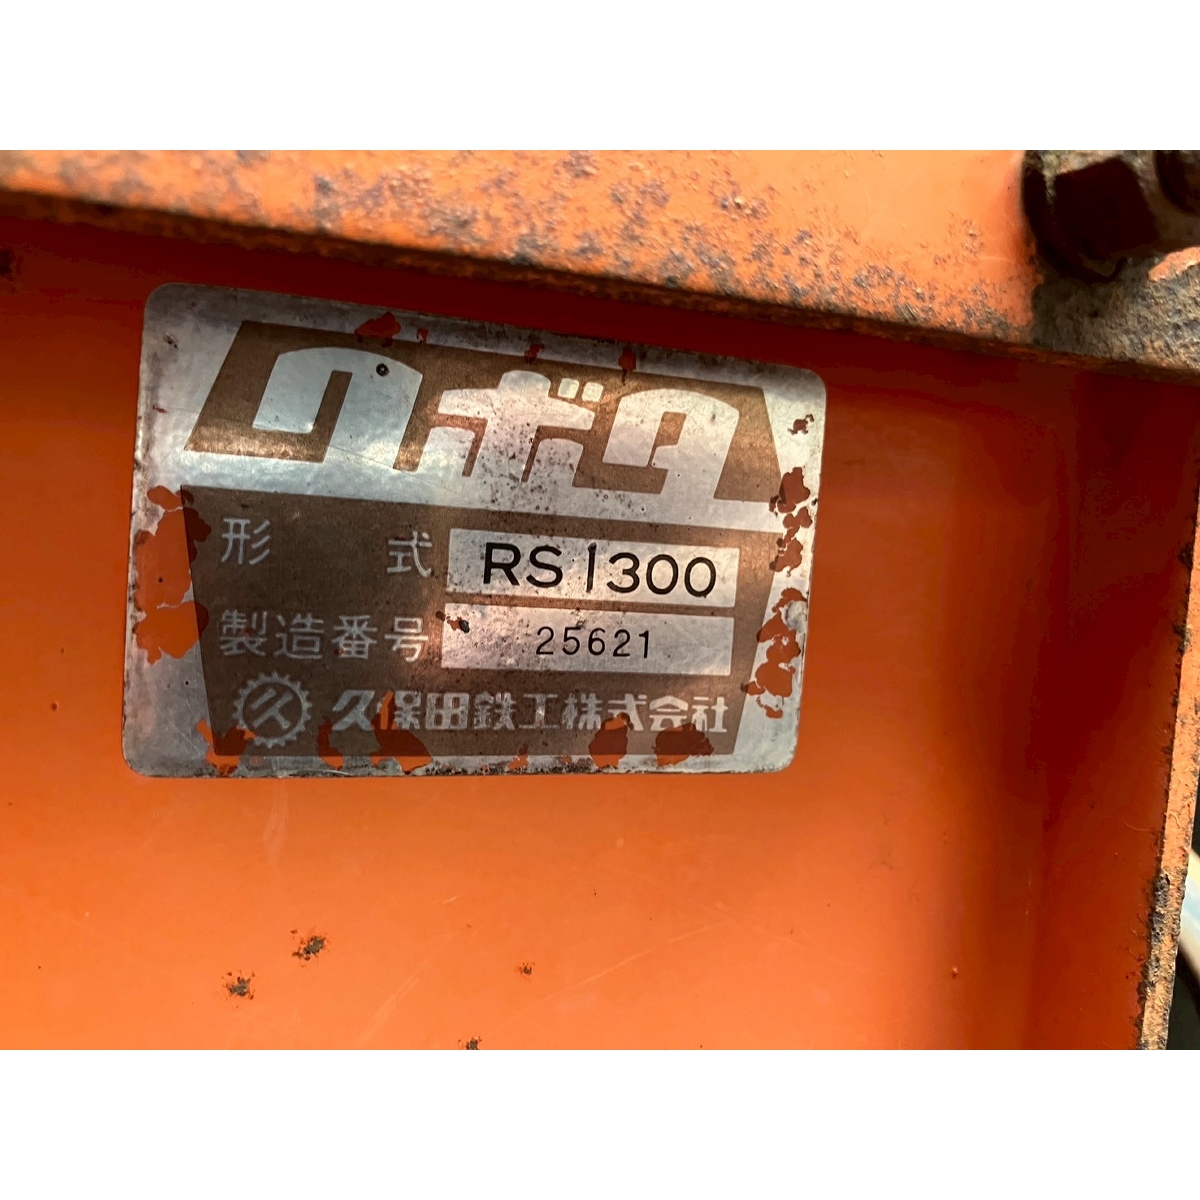 クボタ
形 式 RS1300
製造番号 25621
久保田鉄工株式会社